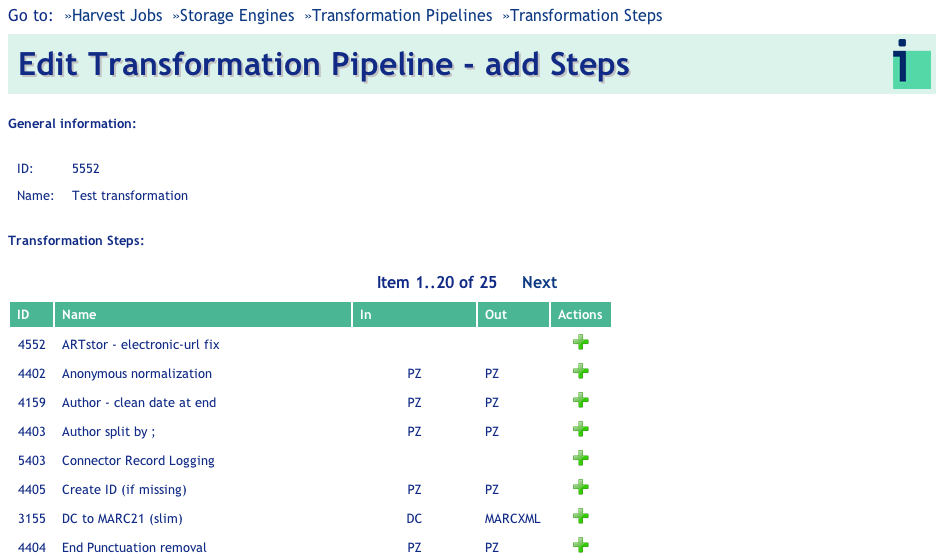 Go to: »Harvest Jobs »Storage Engines »Transformation Pipelines »Transformation Steps
Edit Transformation Pipeline - add Steps
General information:
ID: 5552
Name: Test transformation
Transformation Steps:
Item 1..20 of 25 Next
ID Name In Out Actions
4552 ARTstor - electronic-url fix
4402 Anonymous normalization PZ PZ
4159 Author - clean date at end PZ PZ
4403 Author split by ; PZ PZ
5403 Connector Record Logging
4405 Create ID (if missing) PZ PZ
3155 DC to MARC21 (slim) DC MARCXML
4404 End Punctuation removal PZ PZ